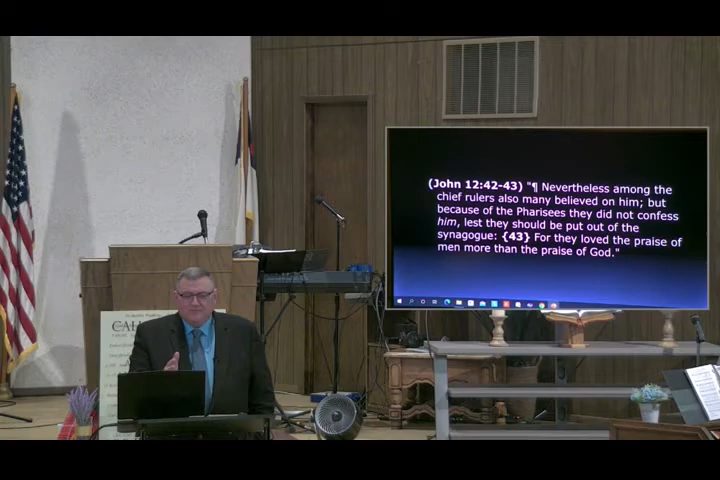 (John 12:42-43) "¶ Nevertheless among the
chief rulers also many believed on him; but
because of the Pharisees they did not confess
him, lest they should be put out of the
synagogue: {43} For they loved the praise of
men more than the praise of God."